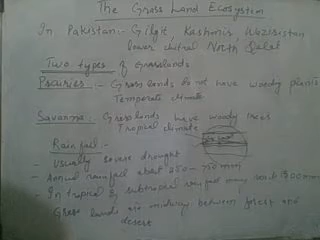 The Grass Land Ecosystem
In Pakistan:- Gilgit, Kashmir, Waziristan
lower chitral North Qalat
Two types of Grasslands
Prairies:- Grasslands do not have woody plants
Temperate climate
Savanna:- Grasslands have woody trees
Tropical climate
Rainfall:-
- Usually severe drought
- Annual rainfall about 250 - 750 mm
- In tropical & subtropical rainfall may reach 1500mm
- Grass lands are midway between forest and
desert